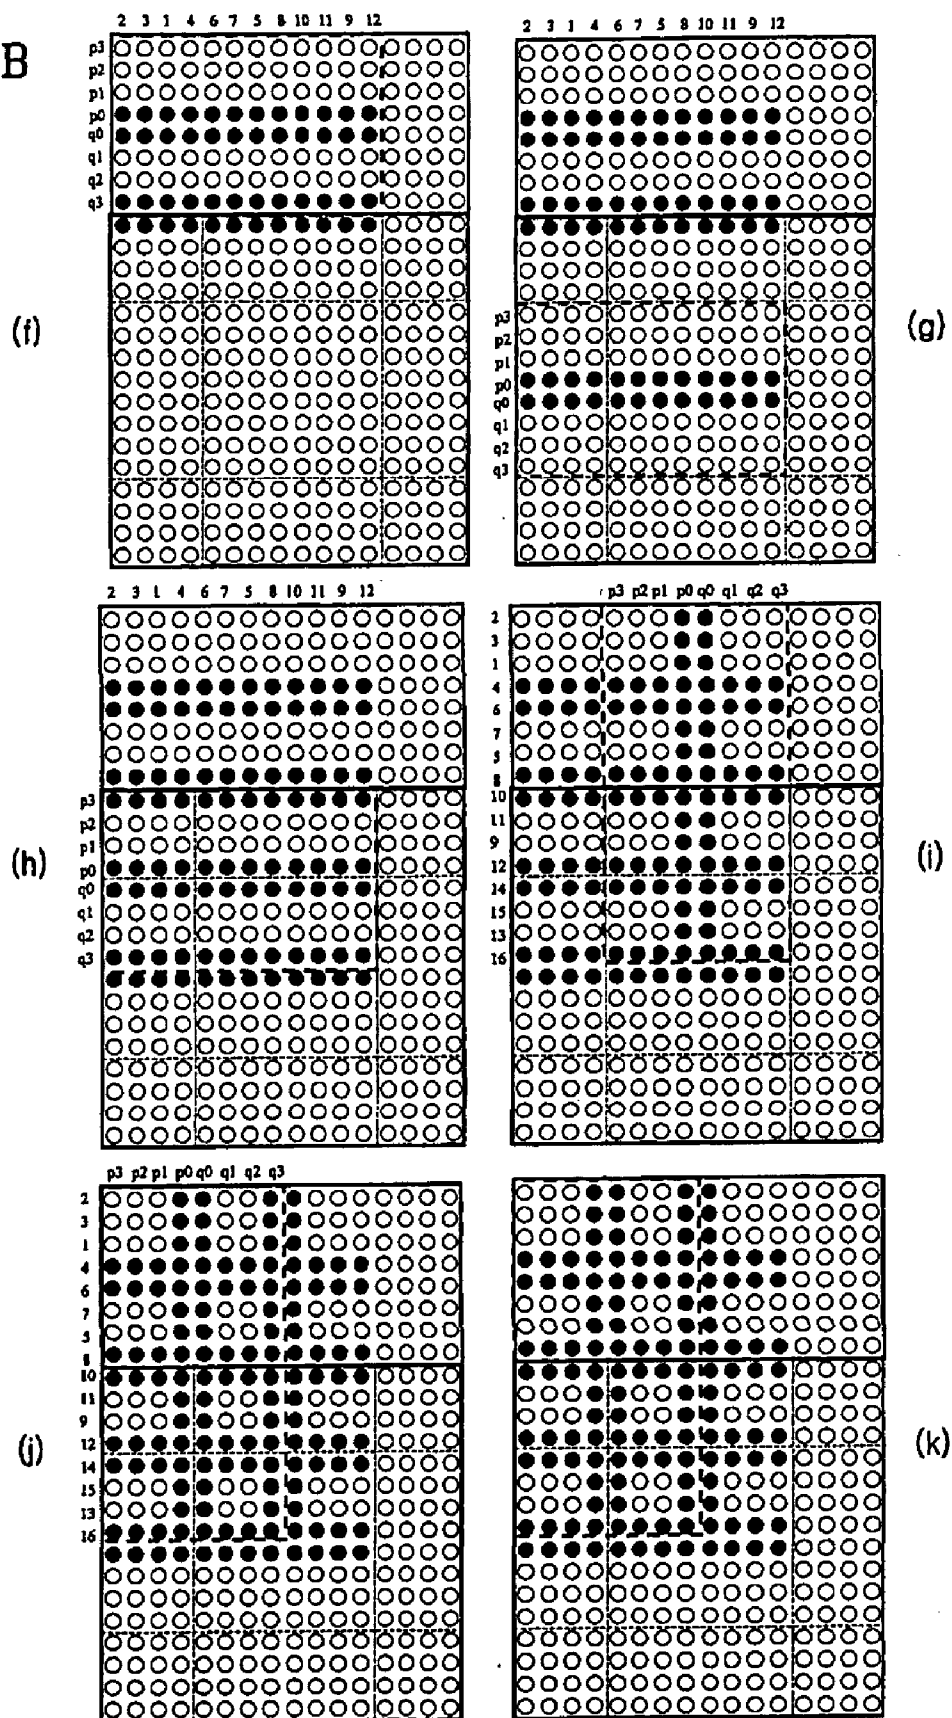 B
2 3 1 4 6 7 5 8 10 11 9 12
p3
p2
p1
p0
q0
q1
q2
q3
(f)
2 3 1 4 6 7 5 8 10 11 9 12
p3
p2
p1
p0
q0
q1
q2
q3
(g)
2 3 1 4 6 7 5 8 10 11 9 12
p3
p2
p1
p0
q0
q1
q2
q3
(h)
p3 p2 p1 p0 q0 q1 q2 q3
2
3
1
4
6
7
5
8
10
11
9
12
14
15
13
16
(i)
p3 p2 p1 p0 q0 q1 q2 q3
2
3
1
4
6
7
5
8
10
11
9
12
14
15
13
16
(j)
(k)